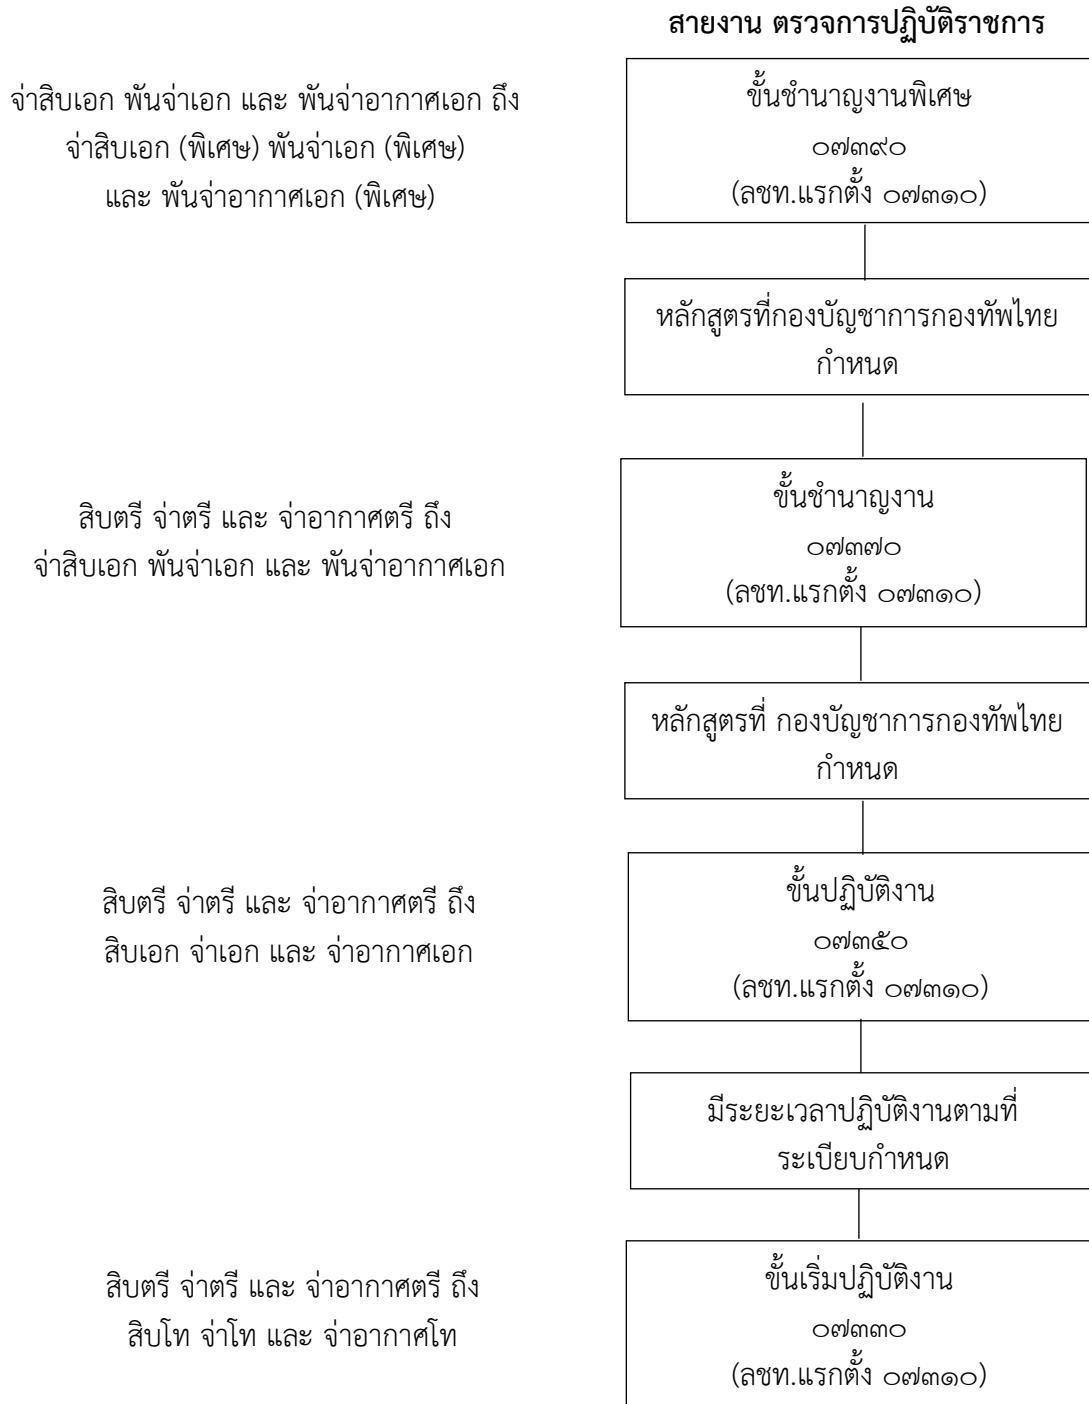 สายงาน ตรวจการปฏิบัติราชการ
จ่าสิบเอก พันจ่าเอก และ พันจ่าอากาศเอก ถึง
จ่าสิบเอก (พิเศษ) พันจ่าเอก (พิเศษ)
และ พันจ่าอากาศเอก (พิเศษ)
ขั้นชำนาญงานพิเศษ
๐๗๓๙๐
(ลชท.แรกตั้ง ๐๗๓๑๐)
หลักสูตรที่กองบัญชาการกองทัพไทย
กำหนด
สิบตรี จ่าตรี และ จ่าอากาศตรี ถึง
จ่าสิบเอก พันจ่าเอก และ พันจ่าอากาศเอก
ขั้นชำนาญงาน
๐๗๓๗๐
(ลชท.แรกตั้ง ๐๗๓๑๐)
หลักสูตรที่ กองบัญชาการกองทัพไทย
กำหนด
สิบตรี จ่าตรี และ จ่าอากาศตรี ถึง
สิบเอก จ่าเอก และ จ่าอากาศเอก
ขั้นปฏิบัติงาน
๐๗๓๕๐
(ลชท.แรกตั้ง ๐๗๓๑๐)
มีระยะเวลาปฏิบัติงานตามที่
ระเบียบกำหนด
สิบตรี จ่าตรี และ จ่าอากาศตรี ถึง
สิบโท จ่าโท และ จ่าอากาศโท
ขั้นเริ่มปฏิบัติงาน
๐๗๓๓๐
(ลชท.แรกตั้ง ๐๗๓๑๐)